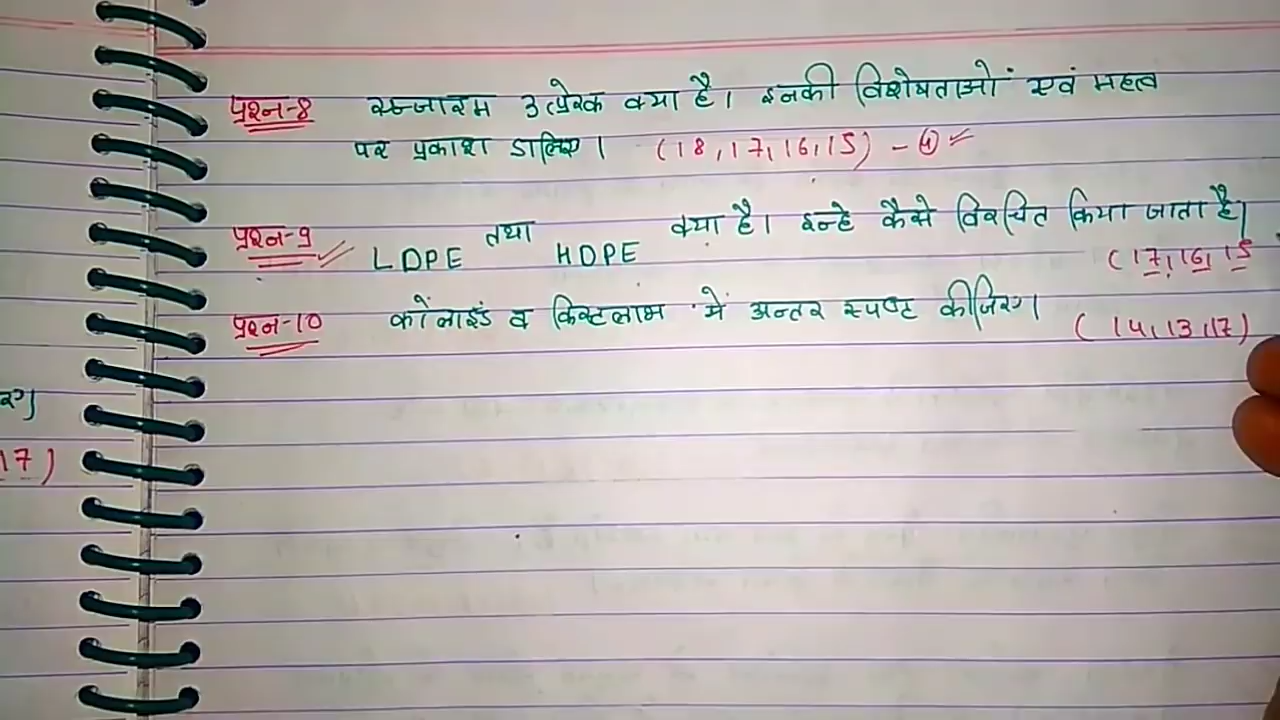 प्रश्न-8 एन्जाइम उत्प्रेरक क्या है। इनकी विशेषताओं एवं महत्व
पर प्रकाश डालिए। (18,17,16,15) - ④
प्रश्न-9 LDPE तथा HDPE क्या है। इन्हे कैसे विरचित किया जाता है।
(17,16,15
प्रश्न-10 कोलाइड व क्रिस्टलाभ में अन्तर स्पष्ट कीजिए।
(14,13,17)
17)